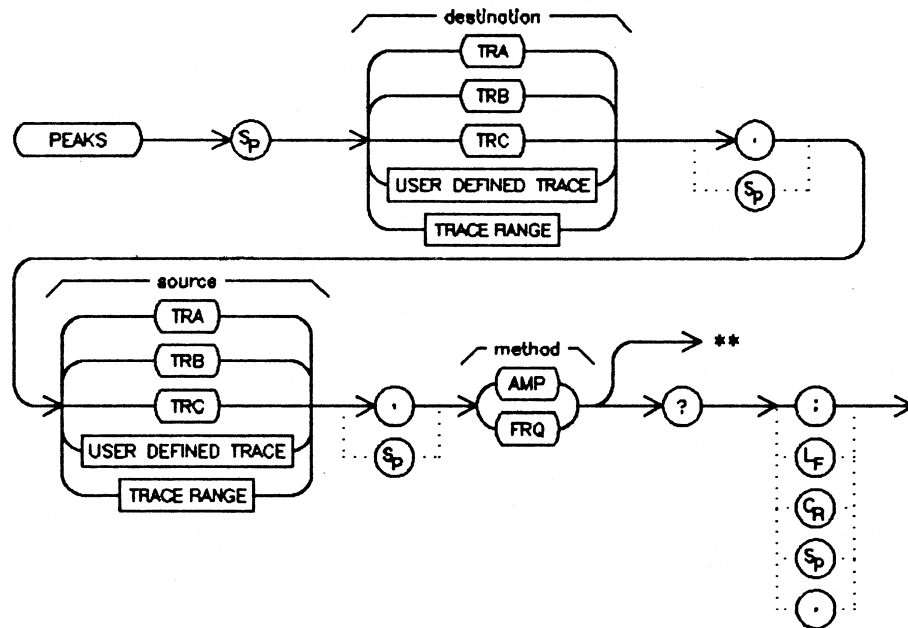 destination
TRA
TRB
PEAKS
Sp
TRC
,
USER DEFINED TRACE
Sp
TRACE RANGE
source
TRA
method
**
TRB
AMP
TRC
,
FRQ
?
;
USER DEFINED TRACE
Sp
LF
TRACE RANGE
CR
Sp
,